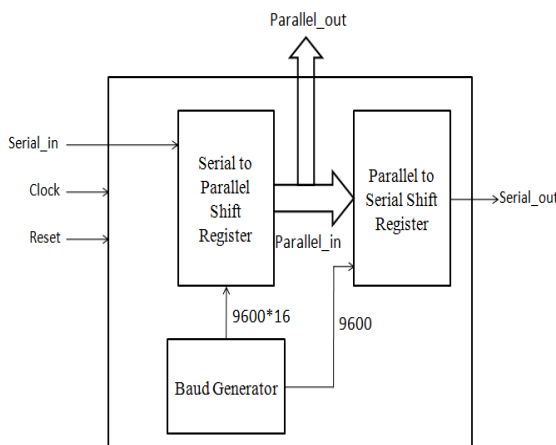 Parallel_out
Serial_in
Clock
Reset
Serial to
Parallel
Shift
Register
Parallel to
Serial Shift
Register
Serial_out
Parallel_in
9600*16
9600
Baud Generator